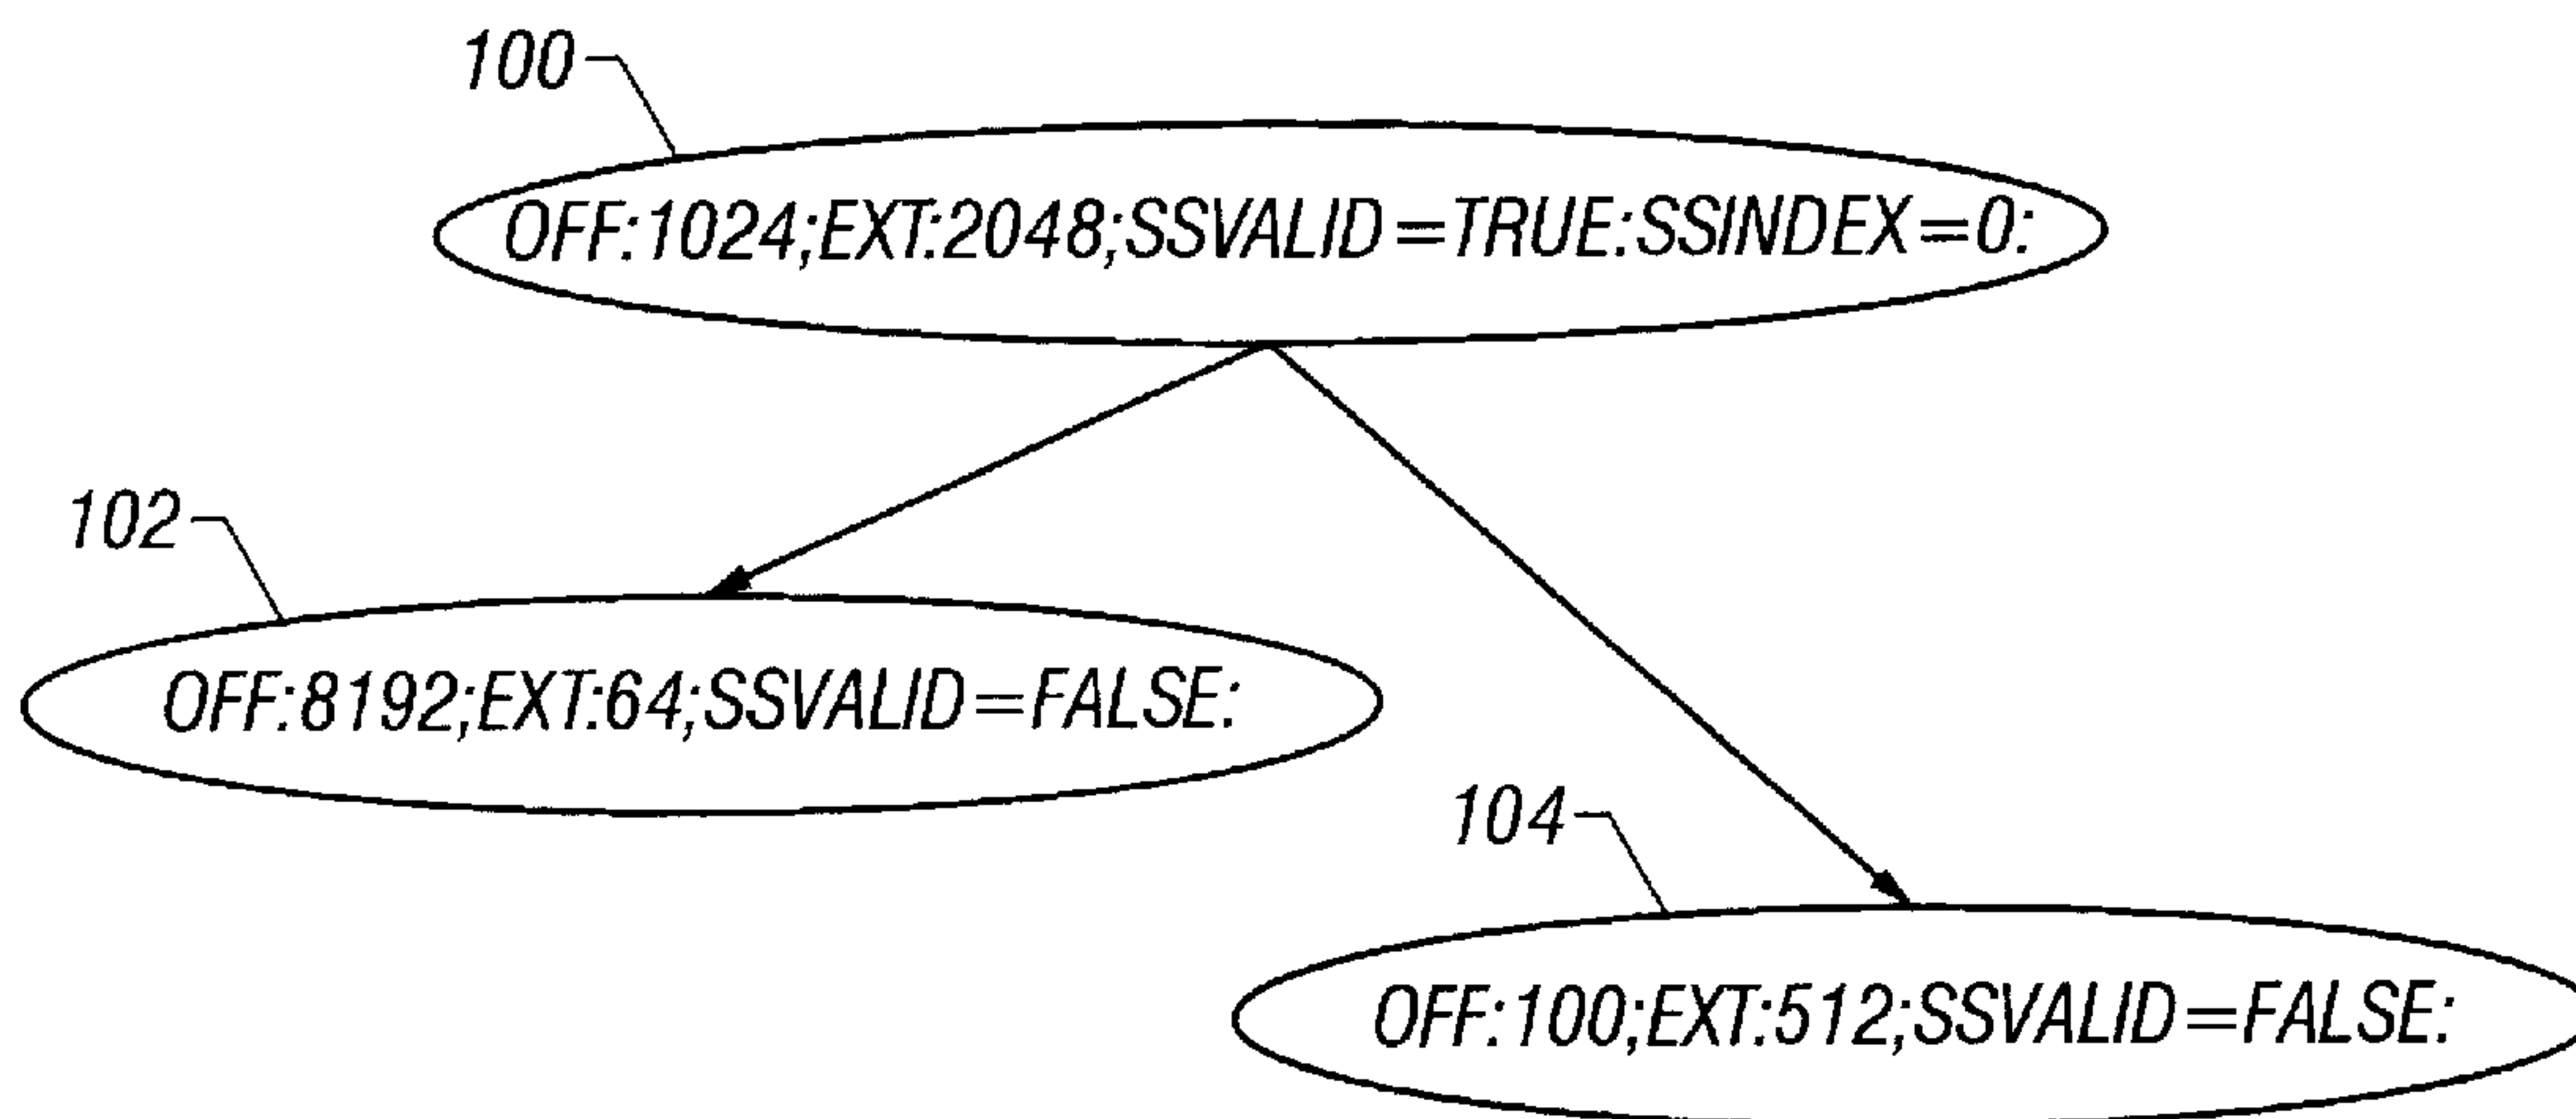 100
OFF:1024;EXT:2048;SSVALID=TRUE:SSINDEX=0:
102
OFF:8192;EXT:64;SSVALID=FALSE:
104
OFF:100;EXT:512;SSVALID=FALSE: